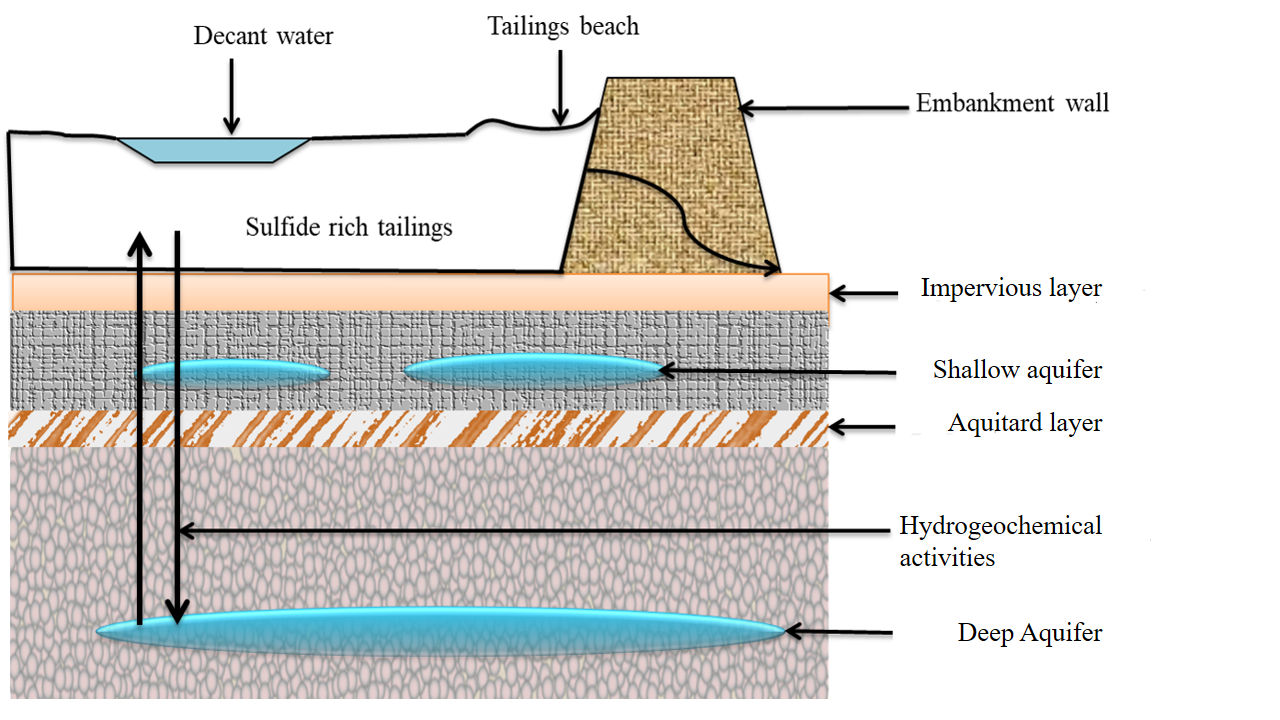 Decant water
Tailings beach
Embankment wall
Sulfide rich tailings
Impervious layer
Shallow aquifer
Aquitard layer
Hydrogeochemical
activities
Deep Aquifer